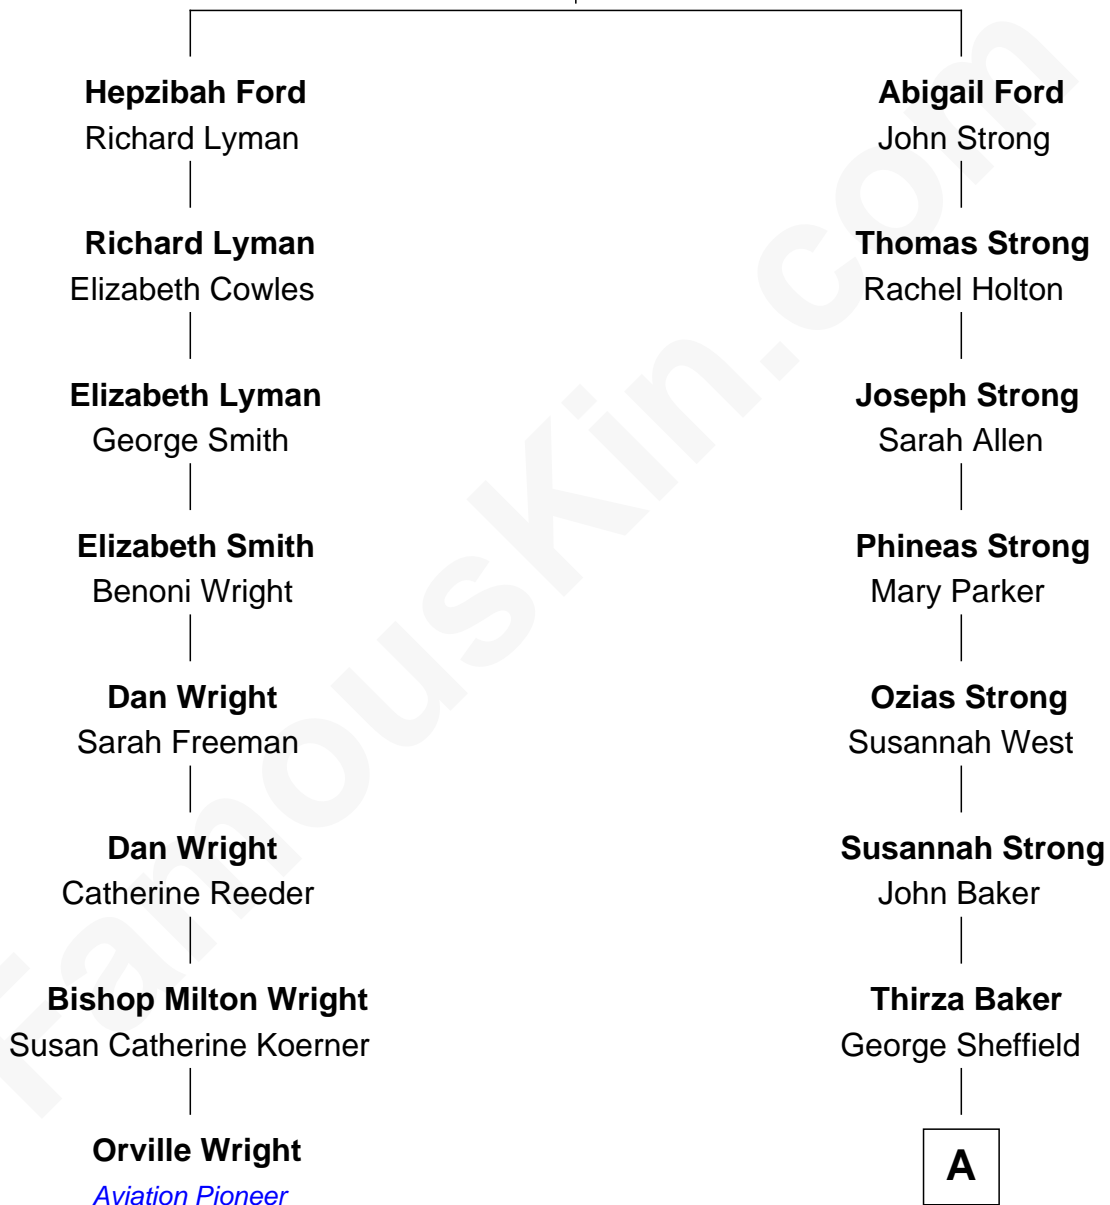 Hepzibah Ford
Richard Lyman
Richard Lyman
Elizabeth Cowles
Elizabeth Lyman
George Smith
Elizabeth Smith
Benoni Wright
Dan Wright
Sarah Freeman
Dan Wright
Catherine Reeder
Bishop Milton Wright
Susan Catherine Koerner
Orville Wright
Aviation Pioneer
Abigail Ford
John Strong
Thomas Strong
Rachel Holton
Joseph Strong
Sarah Allen
Phineas Strong
Mary Parker
Ozias Strong
Susannah West
Susannah Strong
John Baker
Thirza Baker
George Sheffield
A
FamousKin.com